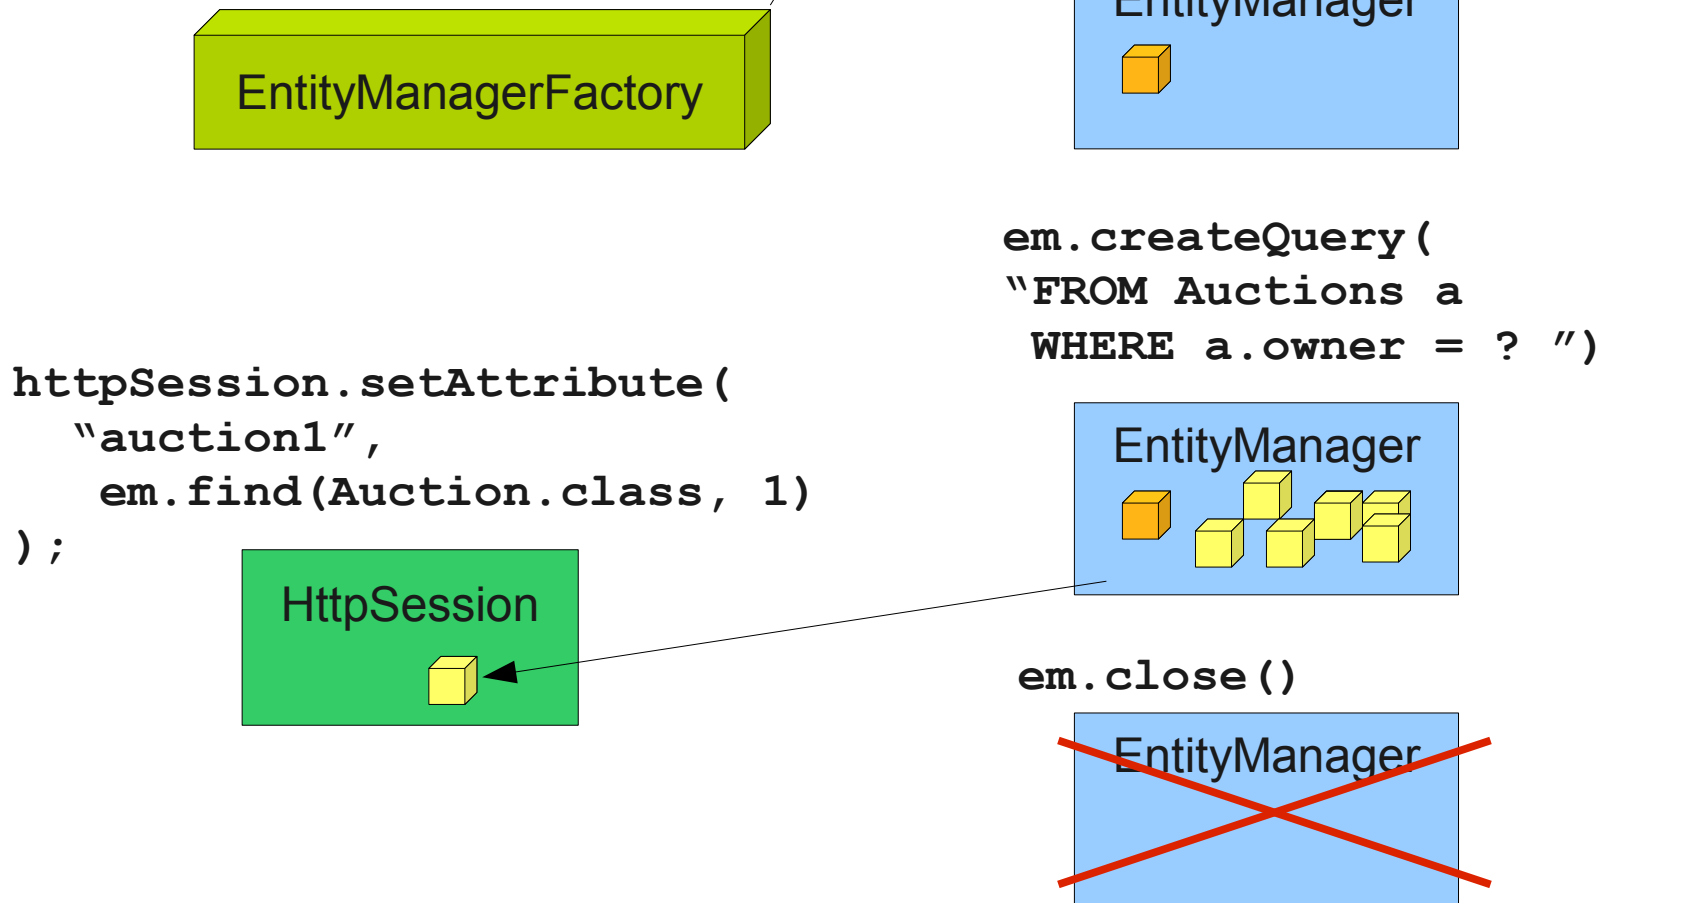 EntityManager
EntityManagerFactory
em.createQuery(
“FROM Auctions a
WHERE a.owner = ? ”)
httpSession.setAttribute(
“auction1”,
em.find(Auction.class, 1)
);
EntityManager
HttpSession
em.close()
EntityManager